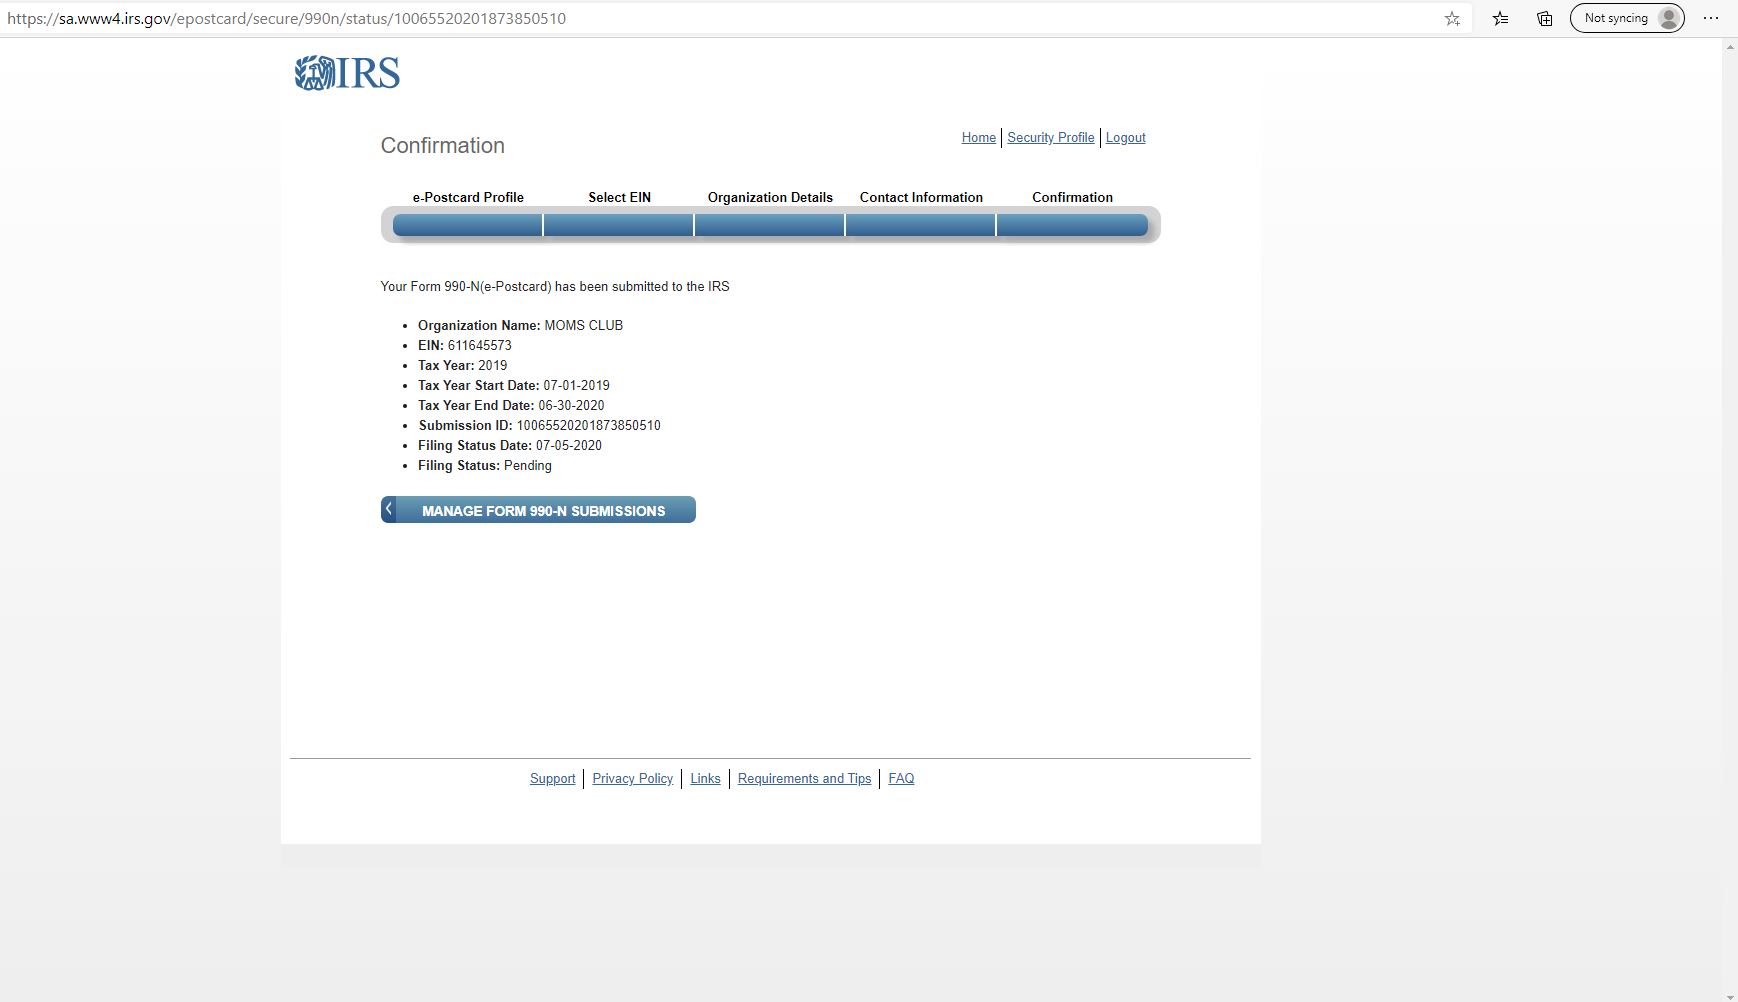 https://sa.www4.irs.gov/epostcard/secure/990n/status/10065520201873850510
Not syncing
IRS
Confirmation
Home
Security Profile
Logout
e-Postcard Profile
Select EIN
Organization Details
Contact Information
Confirmation
Your Form 990-N(e-Postcard) has been submitted to the IRS
Organization Name: MOMS CLUB
EIN: 611645573
Tax Year: 2019
Tax Year Start Date: 07-01-2019
Tax Year End Date: 06-30-2020
Submission ID: 10065520201873850510
Filing Status Date: 07-05-2020
Filing Status: Pending
MANAGE FORM 990-N SUBMISSIONS
Support
Privacy Policy
Links
Requirements and Tips
FAQ